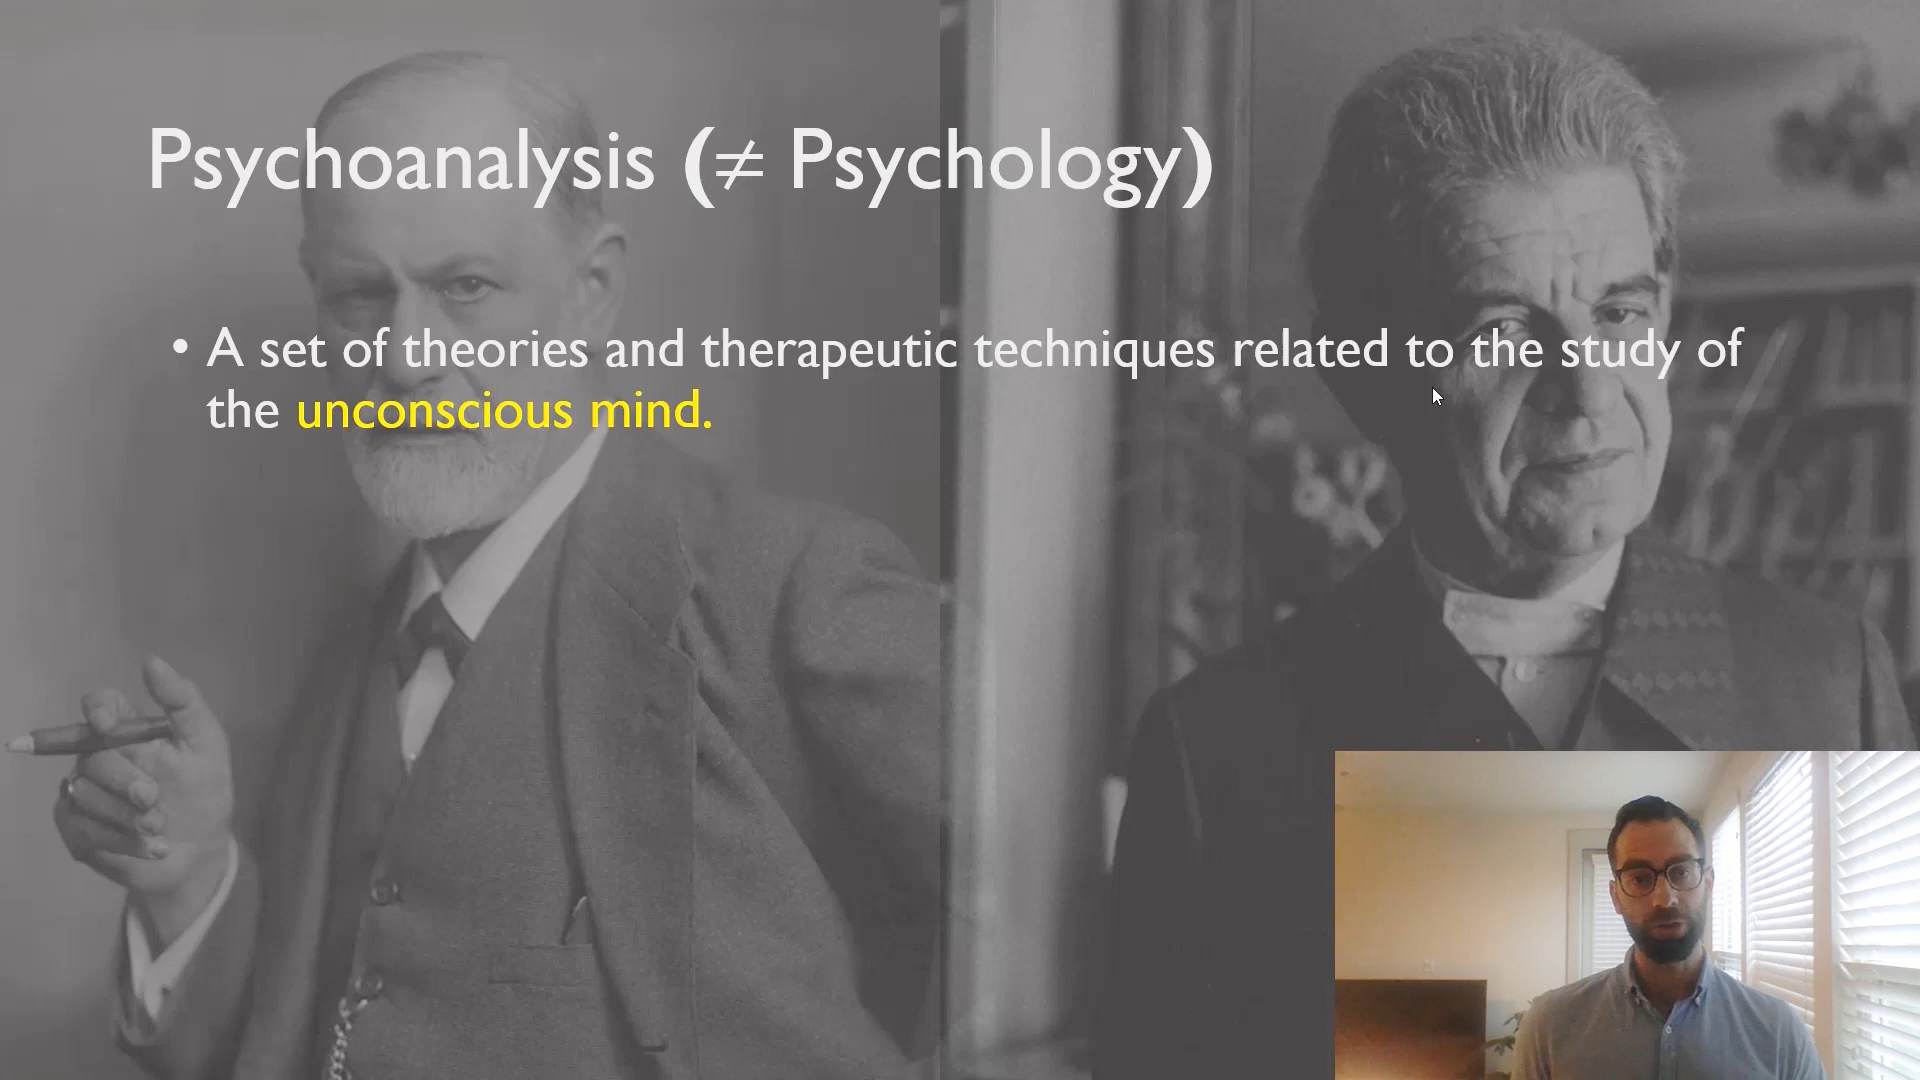 Psychoanalysis (≠ Psychology)
• A set of theories and therapeutic techniques related to the study of
the unconscious mind.